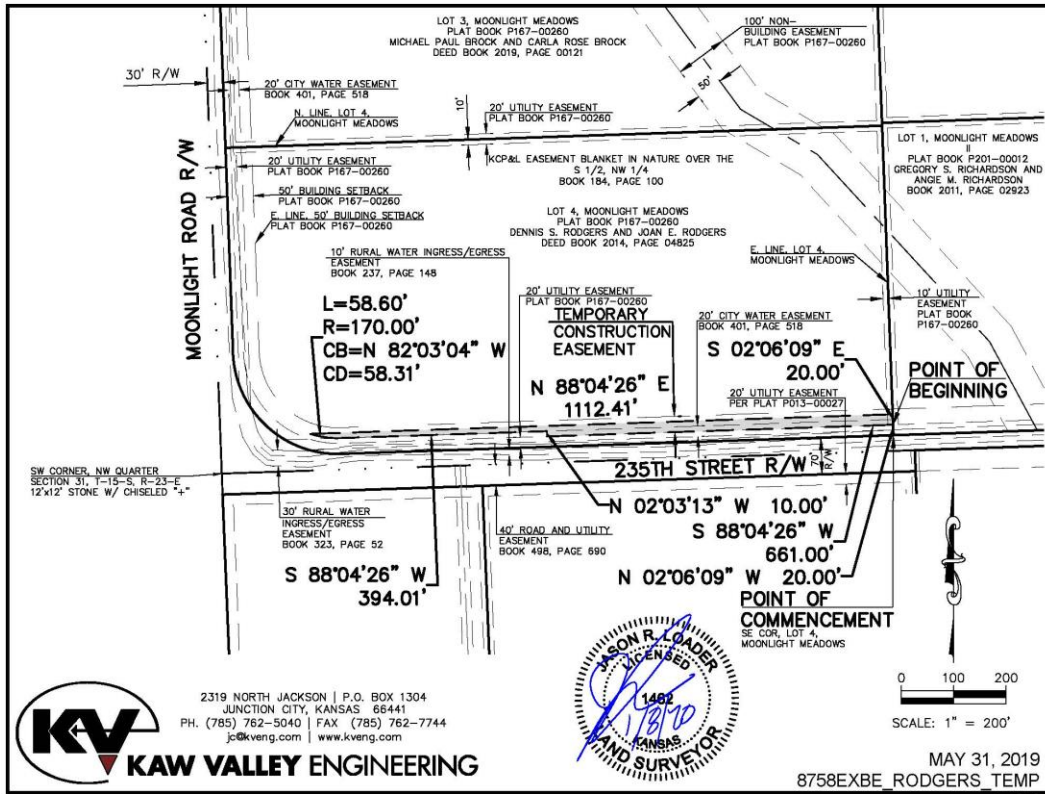 LOT 3, MOONLIGHT MEADOWS
PLAT BOOK P167-00260
MICHAEL PAUL BROCK AND CARLA ROSE BROCK
DEED BOOK 2019, PAGE 00121
100' NON-
BUILDING EASEMENT
PLAT BOOK P167-00260
30' R/W
20' CITY WATER EASEMENT
BOOK 401, PAGE 518
50'
10'
20' UTILITY EASEMENT
PLAT BOOK P167-00260
N. LINE, LOT 4,
MOONLIGHT MEADOWS
LOT 1, MOONLIGHT MEADOWS
II
PLAT BOOK P201-00012
GREGORY S. RICHARDSON AND
ANGIE M. RICHARDSON
BOOK 2011, PAGE 02923
20' UTILITY EASEMENT
PLAT BOOK P167-00260
KCP&L EASEMENT BLANKET IN NATURE OVER THE
S 1/2, NW 1/4
BOOK 184, PAGE 100
50' BUILDING SETBACK
PLAT BOOK P167-00260
E. LINE, 50' BUILDING SETBACK
PLAT BOOK P167-00260
LOT 4, MOONLIGHT MEADOWS
PLAT BOOK P167-00260
DENNIS S. RODGERS AND JOAN E. RODGERS
DEED BOOK 2014, PAGE 04825
MOONLIGHT ROAD R/W
10' RURAL WATER INGRESS/EGRESS
EASEMENT
BOOK 237, PAGE 148
E. LINE, LOT 4,
MOONLIGHT MEADOWS
L=58.60'
R=170.00'
CB=N 82°03'04" W
CD=58.31'
20' UTILITY EASEMENT
PLAT BOOK P167-00260
TEMPORARY
CONSTRUCTION
EASEMENT
20' CITY WATER EASEMENT
BOOK 401, PAGE 518
10' UTILITY
EASEMENT
PLAT BOOK
P167-00260
S 02°06'09" E
20.00'
N 88°04'26" E
1112.41'
POINT OF
BEGINNING
20' UTILITY EASEMENT
PER PLAT P013-00027
SW CORNER, NW QUARTER
SECTION 31, T-15-S, R-23-E
12"x12" STONE W/ CHISELED "+"
235TH STREET R/W
70'
R/W
30' RURAL WATER
INGRESS/EGRESS
EASEMENT
BOOK 323, PAGE 52
40' ROAD AND UTILITY
EASEMENT
BOOK 498, PAGE 690
N 02°03'13" W 10.00'
S 88°04'26" W
661.00'
N 02°06'09" W 20.00'
S 88°04'26" W
394.01'
POINT OF
COMMENCEMENT
SE COR, LOT 4,
MOONLIGHT MEADOWS
JASON R. LOADER
LICENSED
1462
1/3/20
KANSAS
LAND SURVEYOR
0 100 200
SCALE: 1" = 200'
KV
KAW VALLEY ENGINEERING
2319 NORTH JACKSON | P.O. BOX 1304
JUNCTION CITY, KANSAS 66441
PH. (785) 762-5040 | FAX (785) 762-7744
jc@kveng.com | www.kveng.com
MAY 31, 2019
8758EXBE_RODGERS_TEMP